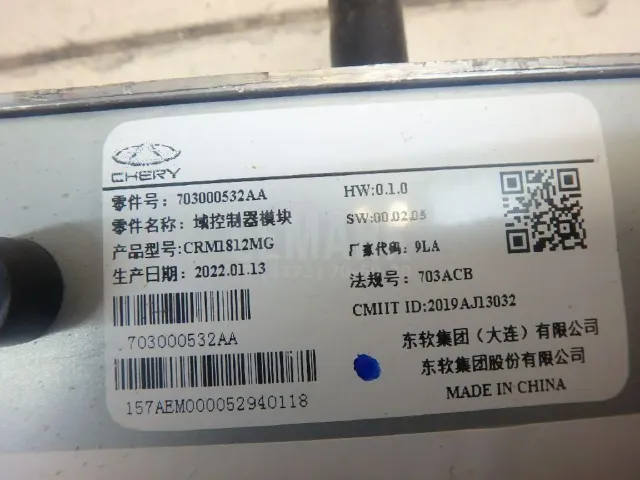 CHERY
零件号: 703000532AA
HW:0.1.0
零件名称: 域控制器模块
SW:00.02.05
产品型号:CRM1812MG
厂家代码: 9LA
生产日期: 2022.01.13
法规号: 703ACB
CMIIT ID:2019AJ13032
.703000532AA
东软集团（大连）有限公司
东软集团股份有限公司
157AEM000052940118
MADE IN CHINA